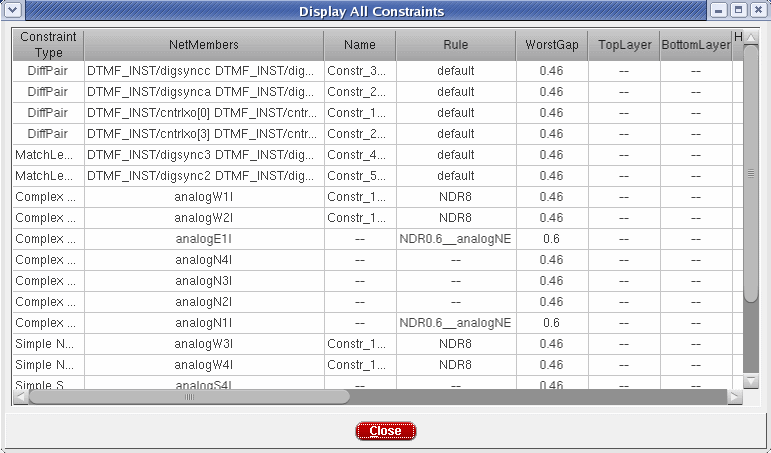 Display All Constraints
Constraint Type NetMembers Name Rule WorstGap TopLayer BottomLayer H
DiffPair DTMF_INST/digsyncc DTMF_INST/dig... Constr_3... default 0.46 -- --
DiffPair DTMF_INST/digsynca DTMF_INST/dig... Constr_2... default 0.46 -- --
DiffPair DTMF_INST/cntrlxo[0] DTMF_INST/cntr... Constr_1... default 0.46 -- --
DiffPair DTMF_INST/cntrlxo[3] DTMF_INST/cntr... Constr_2... default 0.46 -- --
MatchLe... DTMF_INST/digsync3 DTMF_INST/dig... Constr_4... default 0.46 -- --
MatchLe... DTMF_INST/digsync2 DTMF_INST/dig... Constr_5... default 0.46 -- --
Complex ... analogW1I Constr_1... NDR8 0.46 -- --
Complex ... analogW2I Constr_1... NDR8 0.46 -- --
Complex ... analogE1I -- NDR0.6__analogNE 0.6 -- --
Complex ... analogN4I -- -- 0.46 -- --
Complex ... analogN3I -- -- 0.46 -- --
Complex ... analogN2I -- -- 0.46 -- --
Complex ... analogN1I -- NDR0.6__analogNE 0.6 -- --
Simple N... analogW3I Constr_1... NDR8 0.46 -- --
Simple N... analogW4I Constr_1... NDR8 0.46 -- --
Simple S... analogS4I -- -- 0.46 -- --
Close